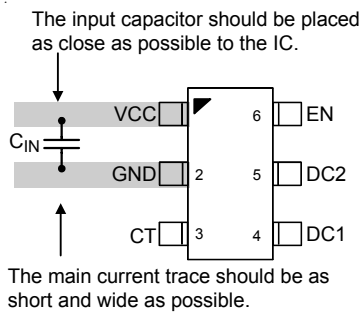 The input capacitor should be placed
as close as possible to the IC.
VCC 6 EN
CIN
GND 2 5 DC2
CT 3 4 DC1
The main current trace should be as
short and wide as possible.